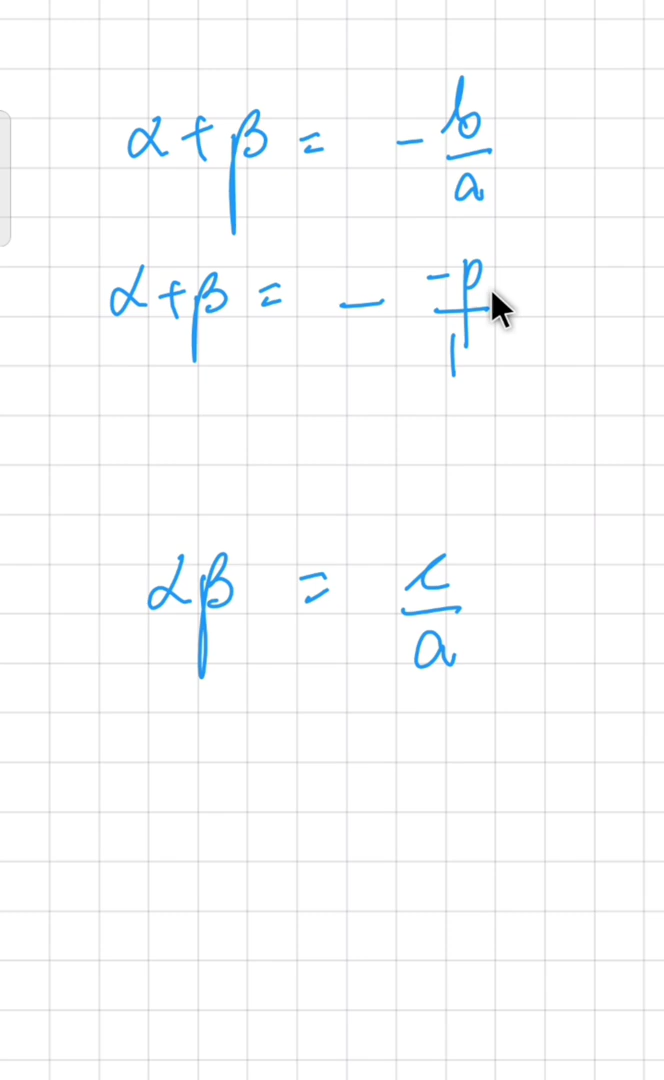 α+β = - b/a
α+β = - -p/1
αβ = c/a